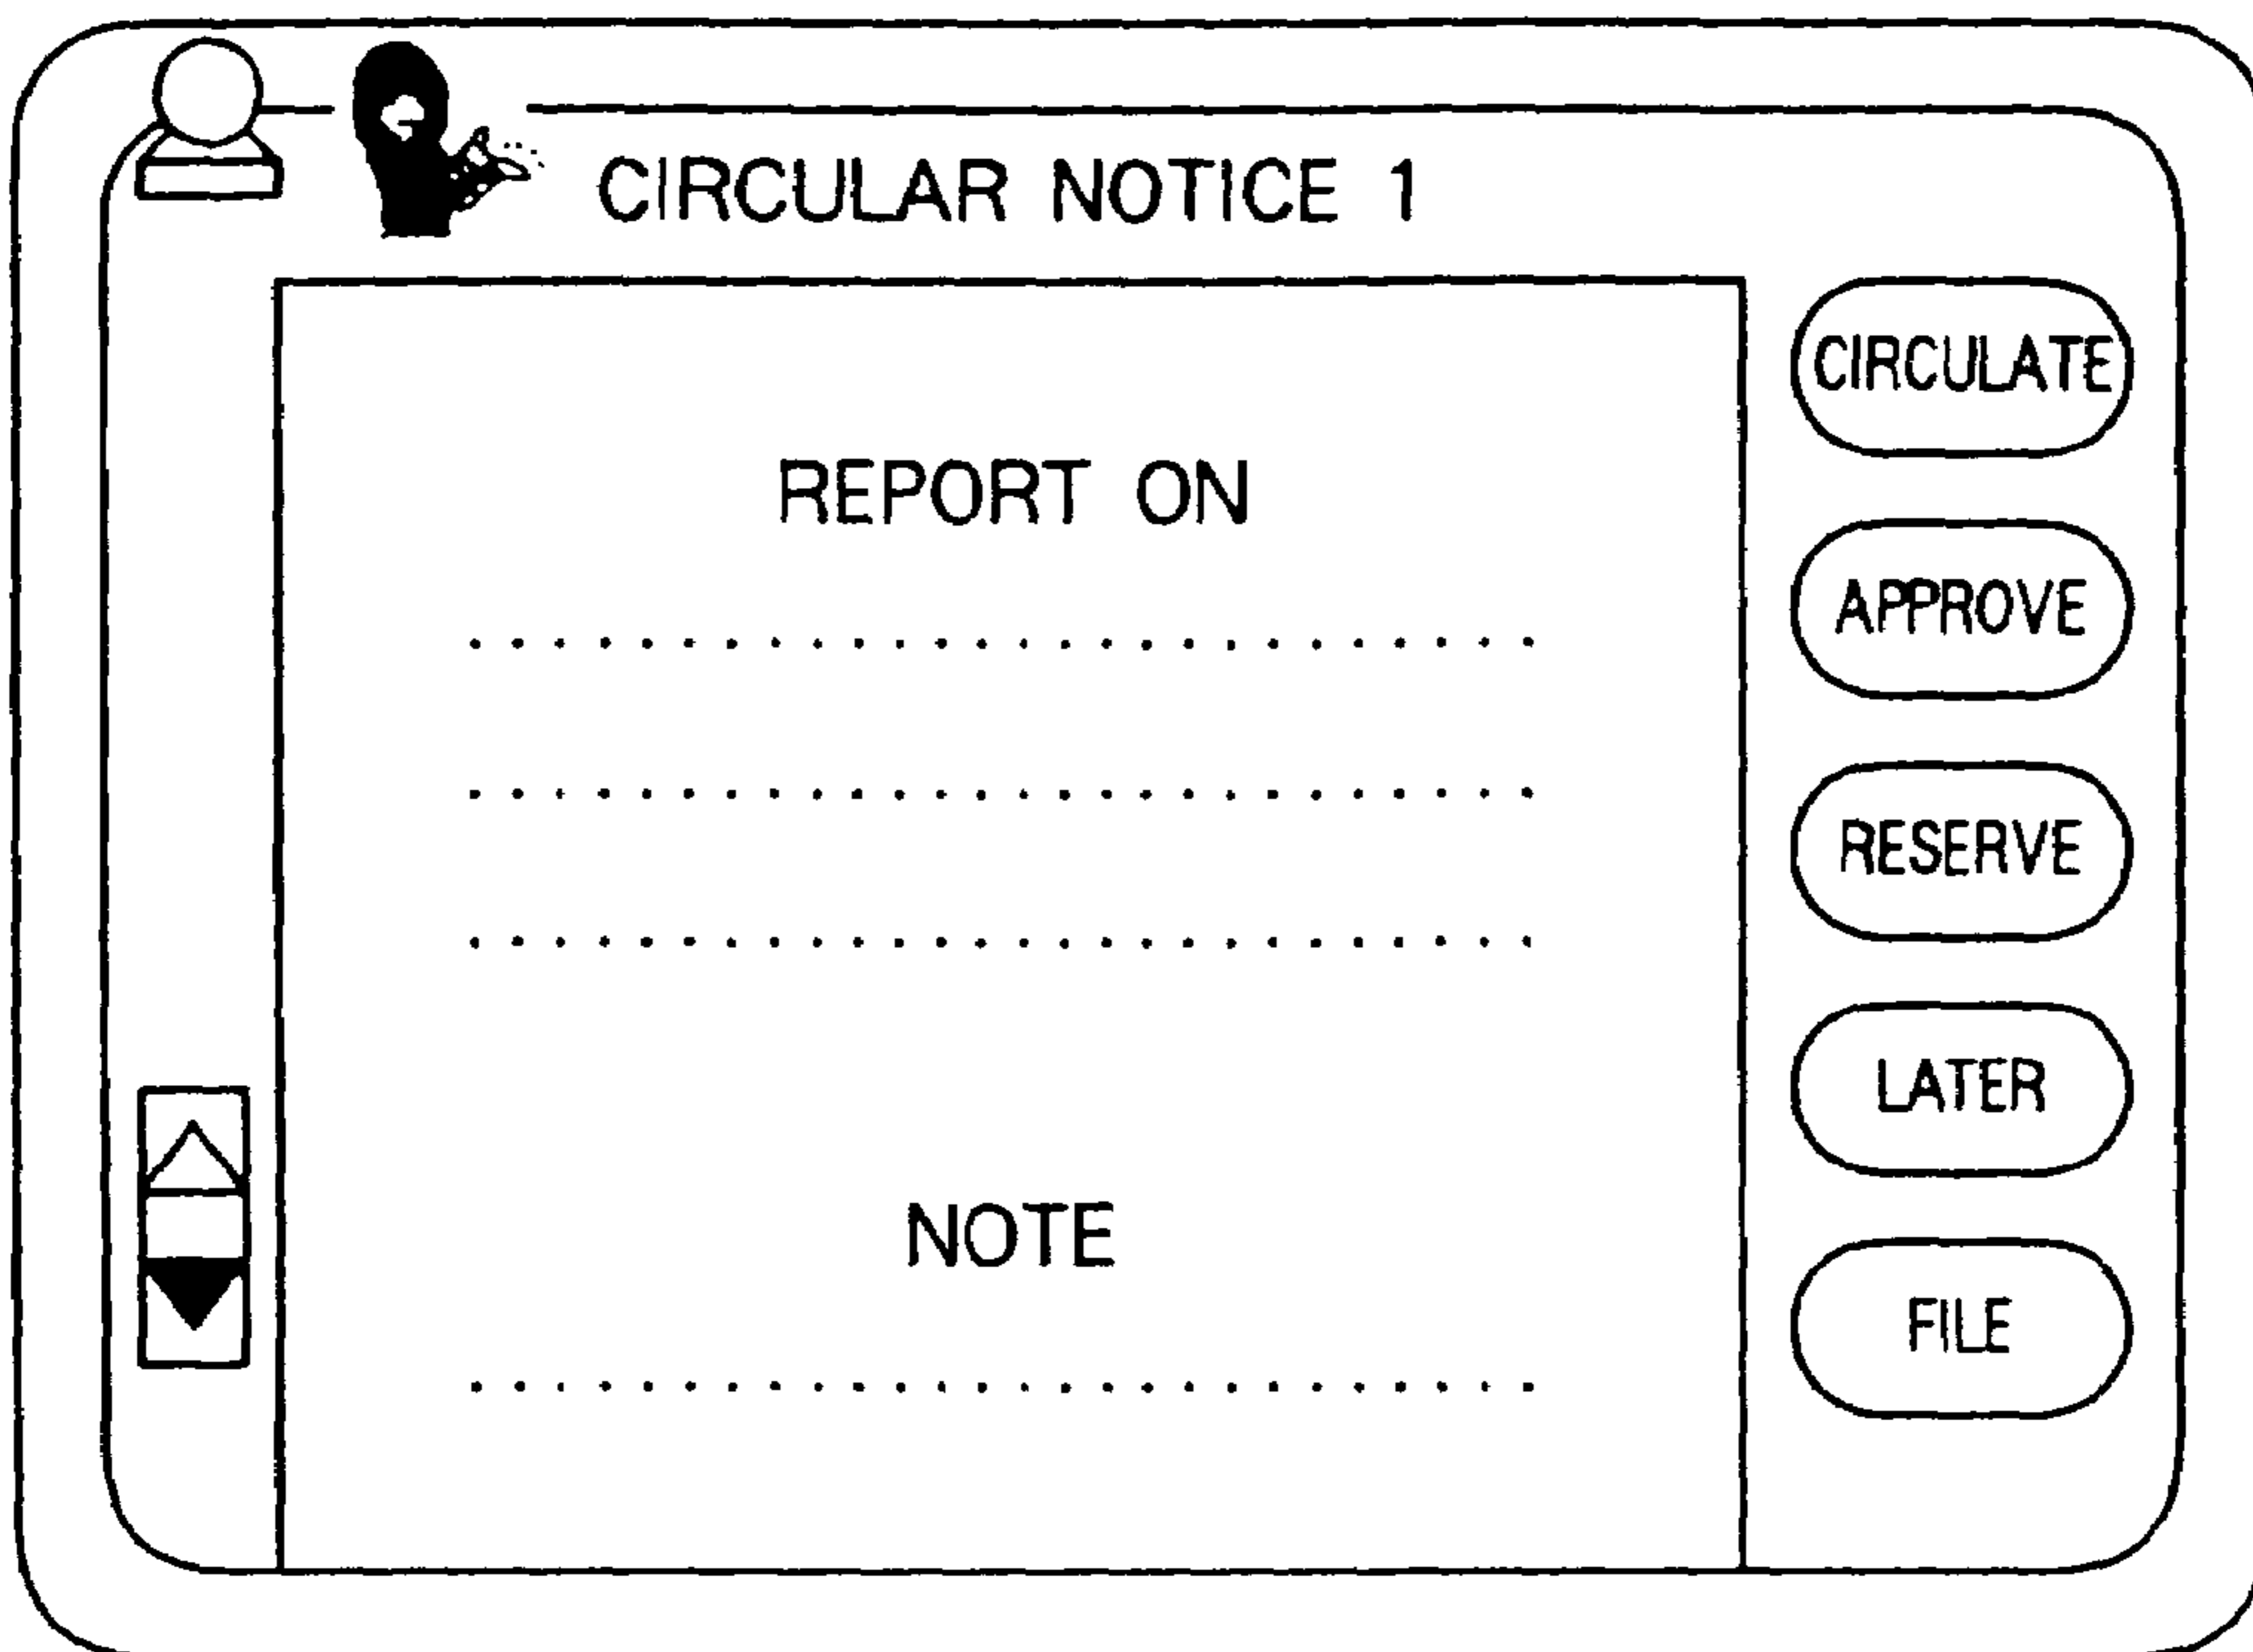 CIRCULAR NOTICE 1
REPORT ON
. . . . . . . . . . . . . . . . . . . . . . . . . .
. . . . . . . . . . . . . . . . . . . . . . . . . .
. . . . . . . . . . . . . . . . . . . . . . . . . .
NOTE
. . . . . . . . . . . . . . . . . . . . . . . . . .
CIRCULATE
APPROVE
RESERVE
LATER
FILE